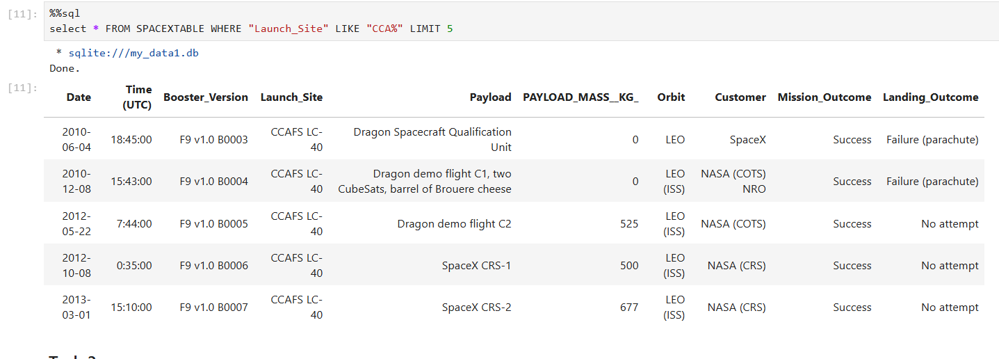 [11]: %%sql
select * FROM SPACEXTABLE WHERE "Launch_Site" LIKE "CCA%" LIMIT 5
* sqlite:///my_data1.db
Done.
[11]:
Date Time (UTC) Booster_Version Launch_Site Payload PAYLOAD_MASS__KG_ Orbit Customer Mission_Outcome Landing_Outcome
2010-06-04 18:45:00 F9 v1.0 B0003 CCAFS LC-40 Dragon Spacecraft Qualification Unit 0 LEO SpaceX Success Failure (parachute)
2010-12-08 15:43:00 F9 v1.0 B0004 CCAFS LC-40 Dragon demo flight C1, two CubeSats, barrel of Brouere cheese 0 LEO (ISS) NASA (COTS) NRO Success Failure (parachute)
2012-05-22 7:44:00 F9 v1.0 B0005 CCAFS LC-40 Dragon demo flight C2 525 LEO (ISS) NASA (COTS) Success No attempt
2012-10-08 0:35:00 F9 v1.0 B0006 CCAFS LC-40 SpaceX CRS-1 500 LEO (ISS) NASA (CRS) Success No attempt
2013-03-01 15:10:00 F9 v1.0 B0007 CCAFS LC-40 SpaceX CRS-2 677 LEO (ISS) NASA (CRS) Success No attempt